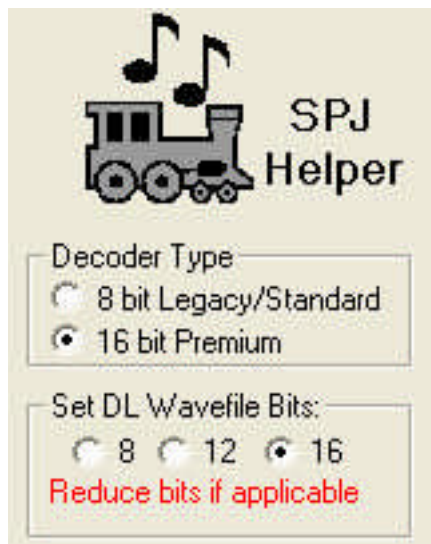 SPJ
Helper
Decoder Type
8 bit Legacy/Standard
16 bit Premium
Set DL Wavefile Bits:
8 12 16
Reduce bits if applicable